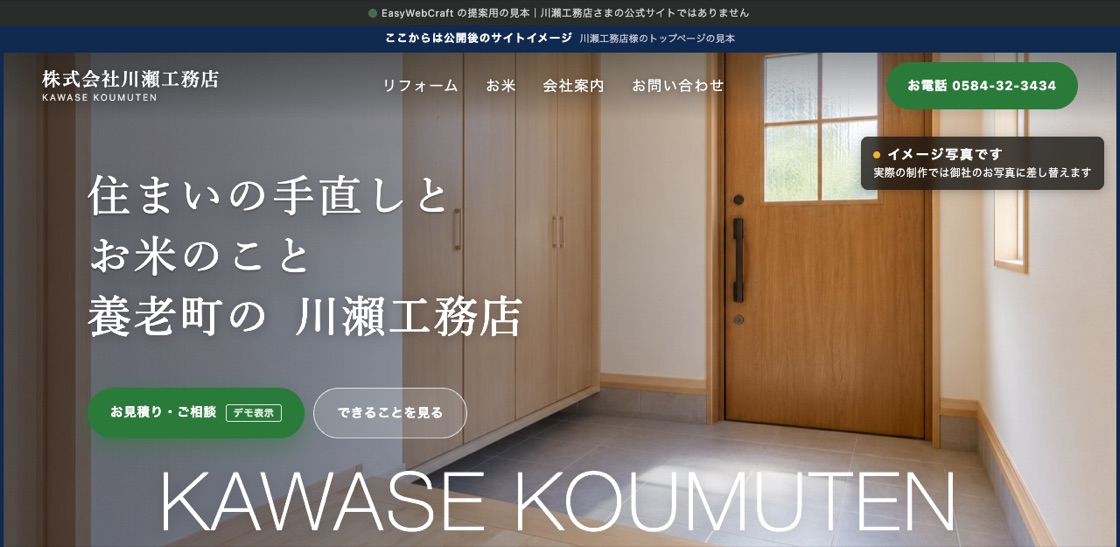 EasyWebCraft の提案用の見本｜川瀬工務店さまの公式サイトではありません
ここからは公開後のサイトイメージ 川瀬工務店様のトップページの見本
株式会社川瀬工務店
KAWASE KOUMUTEN
リフォーム お米 会社案内 お問い合わせ
お電話 0584-32-3434
イメージ写真です
実際の制作では御社のお写真に差し替えます
住まいの手直しと
お米のこと
養老町の 川瀬工務店
お見積り・ご相談 デモ表示
できることを見る
KAWASE KOUMUTEN